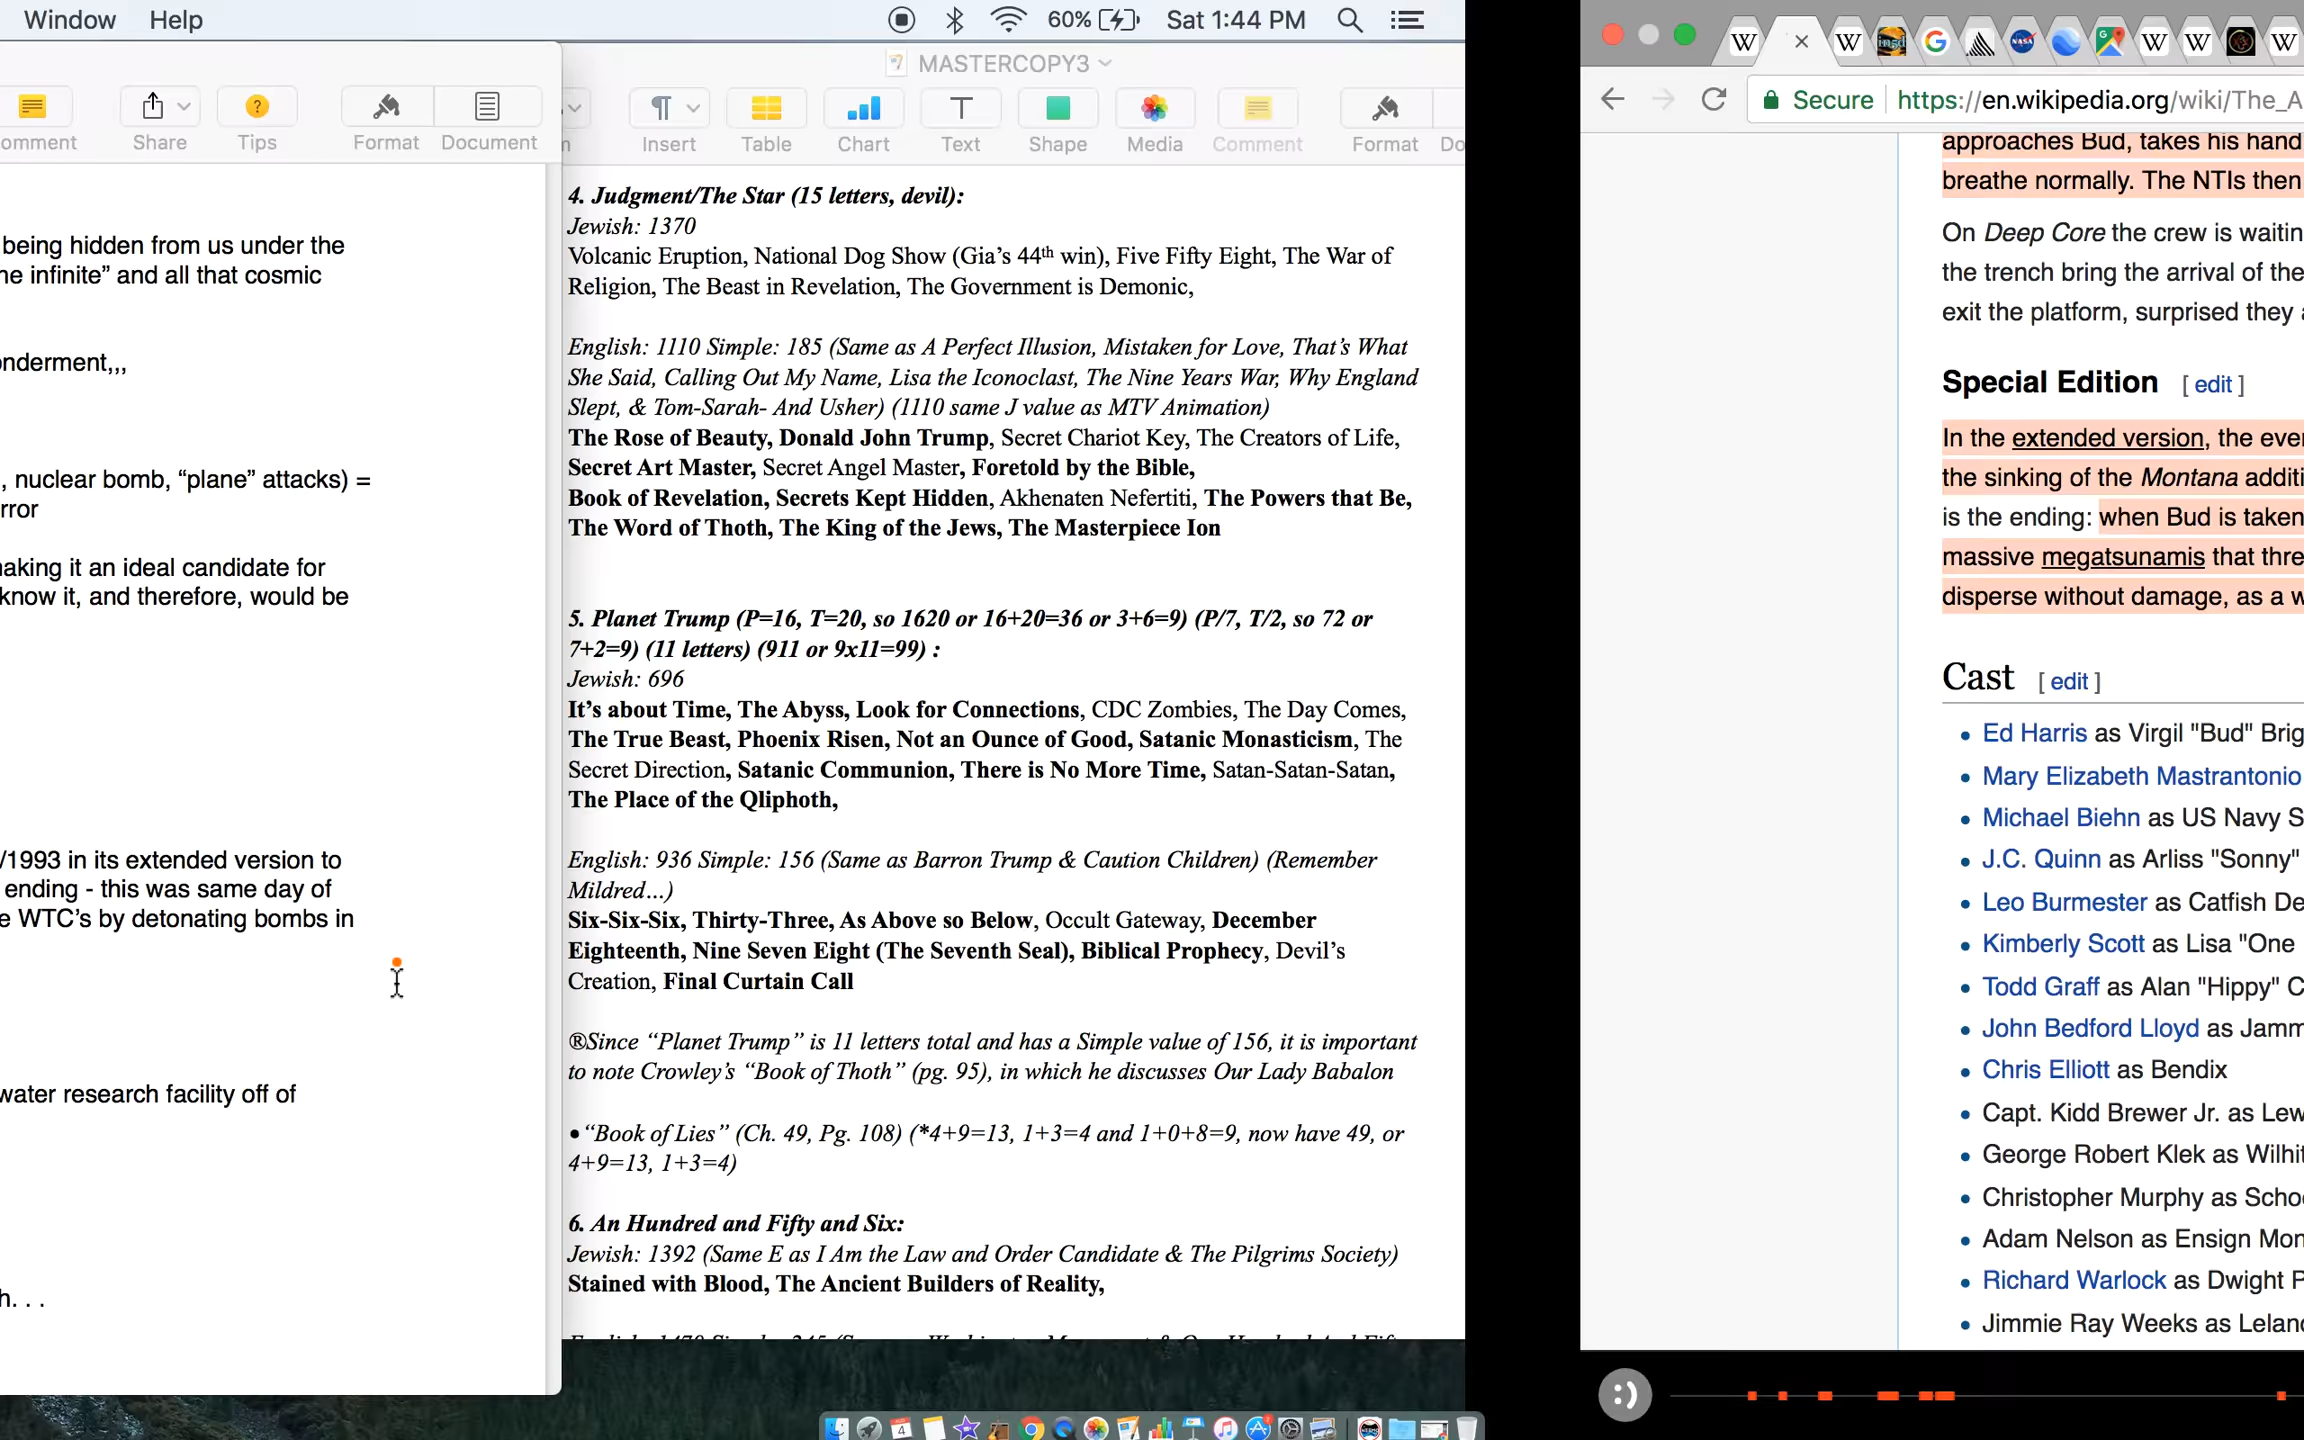 Window Help
60% Sat 1:44 PM
Share Tips Format Document
being hidden from us under the
infinite” and all that cosmic
, nuclear bomb, “plane” attacks) =
making it an ideal candidate for
know it, and therefore, would be
/1993 in its extended version to
ending - this was same day of
WTC’s by detonating bombs in
water research facility off of
MASTERCOPY3
Insert Table Chart Text Shape Media Comment Format
4. Judgment/The Star (15 letters, devil):
Jewish: 1370
Volcanic Eruption, National Dog Show (Gia’s 44th win), Five Fifty Eight, The War of
Religion, The Beast in Revelation, The Government is Demonic,
English: 1110 Simple: 185 (Same as A Perfect Illusion, Mistaken for Love, That’s What
She Said, Calling Out My Name, Lisa the Iconoclast, The Nine Years War, Why England
Slept, & Tom-Sarah- And Usher) (1110 same J value as MTV Animation)
The Rose of Beauty, Donald John Trump, Secret Chariot Key, The Creators of Life,
Secret Art Master, Secret Angel Master, Foretold by the Bible,
Book of Revelation, Secrets Kept Hidden, Akhenaten Nefertiti, The Powers that Be,
The Word of Thoth, The King of the Jews, The Masterpiece Ion
5. Planet Trump (P=16, T=20, so 1620 or 16+20=36 or 3+6=9) (P/7, T/2, so 72 or
7+2=9) (11 letters) (911 or 9x11=99) :
Jewish: 696
It’s about Time, The Abyss, Look for Connections, CDC Zombies, The Day Comes,
The True Beast, Phoenix Risen, Not an Ounce of Good, Satanic Monasticism, The
Secret Direction, Satanic Communion, There is No More Time, Satan-Satan-Satan,
The Place of the Qliphoth,
English: 936 Simple: 156 (Same as Barron Trump & Caution Children) (Remember
Mildred…)
Six-Six-Six, Thirty-Three, As Above so Below, Occult Gateway, December
Eighteenth, Nine Seven Eight (The Seventh Seal), Biblical Prophecy, Devil’s
Creation, Final Curtain Call
®Since “Planet Trump” is 11 letters total and has a Simple value of 156, it is important
to note Crowley’s “Book of Thoth” (pg. 95), in which he discusses Our Lady Babalon
•“Book of Lies” (Ch. 49, Pg. 108) (*4+9=13, 1+3=4 and 1+0+8=9, now have 49, or
4+9=13, 1+3=4)
6. An Hundred and Fifty and Six:
Jewish: 1392 (Same E as I Am the Law and Order Candidate & The Pilgrims Society)
Stained with Blood, The Ancient Builders of Reality,
Secure https://en.wikipedia.org/wiki/The_A
approaches Bud, takes his hand
breathe normally. The NTIs then
On Deep Core the crew is
the trench bring the arrival of the
exit the platform, surprised they
Special Edition [ edit ]
In the extended version, the
the sinking of the Montana
is the ending: when Bud is taken
massive megatsunamis that
disperse without damage, as a
Cast [ edit ]
Ed Harris as Virgil "Bud"
Mary Elizabeth Mastrantonio
Michael Biehn as US Navy
J.C. Quinn as Arliss "Sonny"
Leo Burmester as Catfish
Kimberly Scott as Lisa "One
Todd Graff as Alan "Hippy"
John Bedford Lloyd as
Chris Elliott as Bendix
Capt. Kidd Brewer Jr. as
George Robert Klek as
Christopher Murphy as
Adam Nelson as Ensign
Richard Warlock as Dwight
Jimmie Ray Weeks as